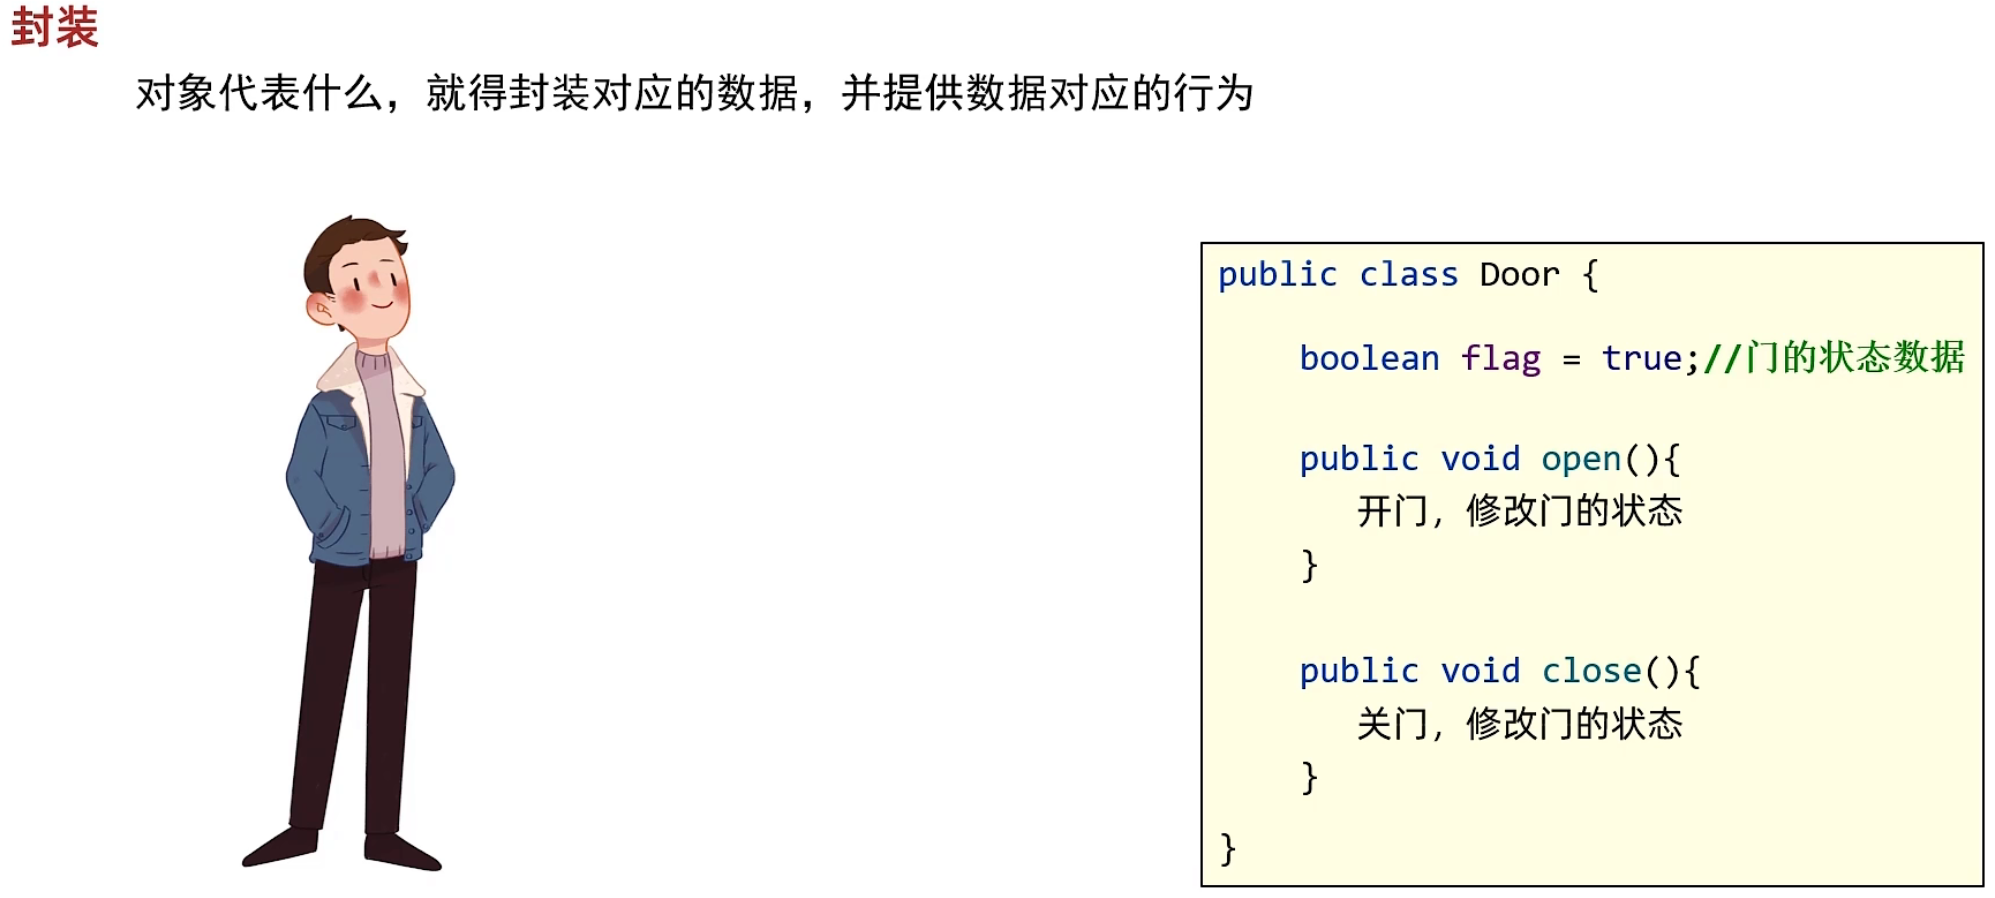 封装
对象代表什么，就得封装对应的数据，并提供数据对应的行为
public class Door {
boolean flag = true;//门的状态数据
public void open(){
开门，修改门的状态
}
public void close(){
关门，修改门的状态
}
}